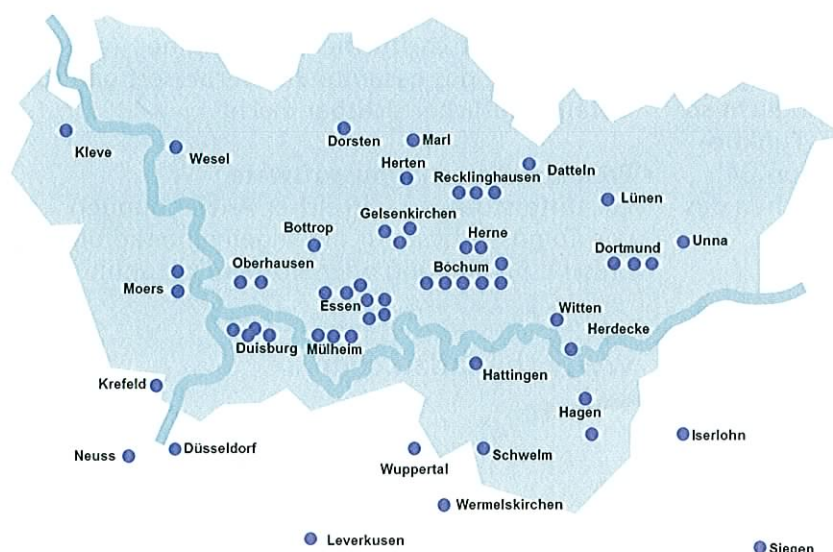 Dorsten
Marl
Kleve
Wesel
Herten
Datteln
Recklinghausen
Lünen
Gelsenkirchen
Bottrop
Herne
Unna
Dortmund
Oberhausen
Bochum
Moers
Essen
Witten
Herdecke
Duisburg
Mülheim
Hattingen
Krefeld
Hagen
Iserlohn
Düsseldorf
Neuss
Schwelm
Wuppertal
Wermelskirchen
Leverkusen
Siegen